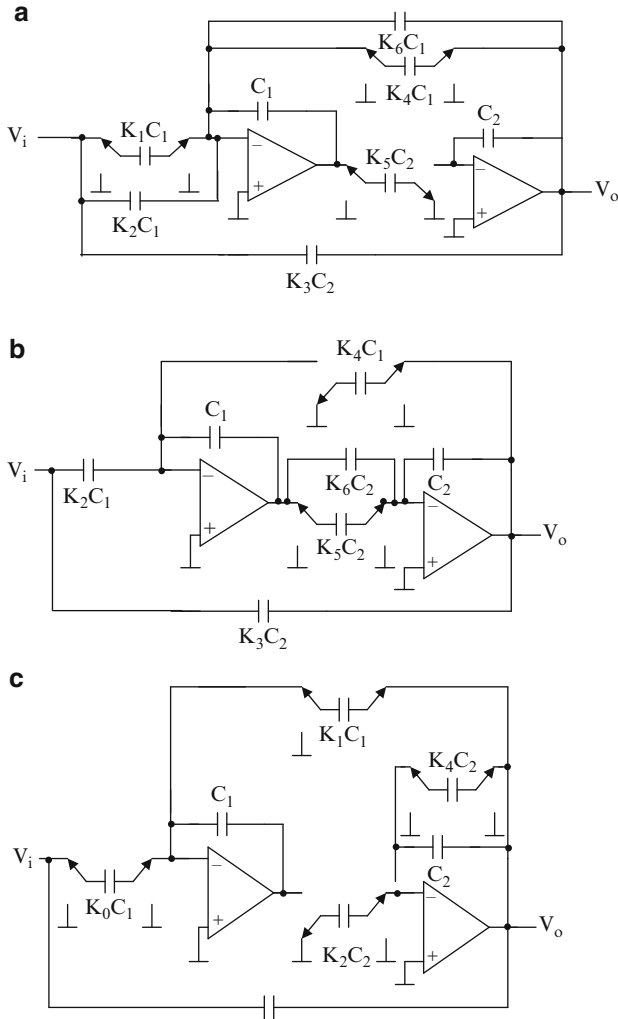 a
K₆C₁
C₁
K₄C₁
Vᵢ
K₁C₁
−
+
K₅C₂
C₂
−
+
Vₒ
K₂C₁
K₃C₂
b
K₄C₁
C₁
Vᵢ
K₂C₁
−
+
K₆C₂
C₂
K₅C₂
−
+
Vₒ
K₃C₂
c
K₁C₁
K₄C₂
C₁
Vᵢ
K₀C₁
−
+
C₂
K₂C₂
−
+
Vₒ